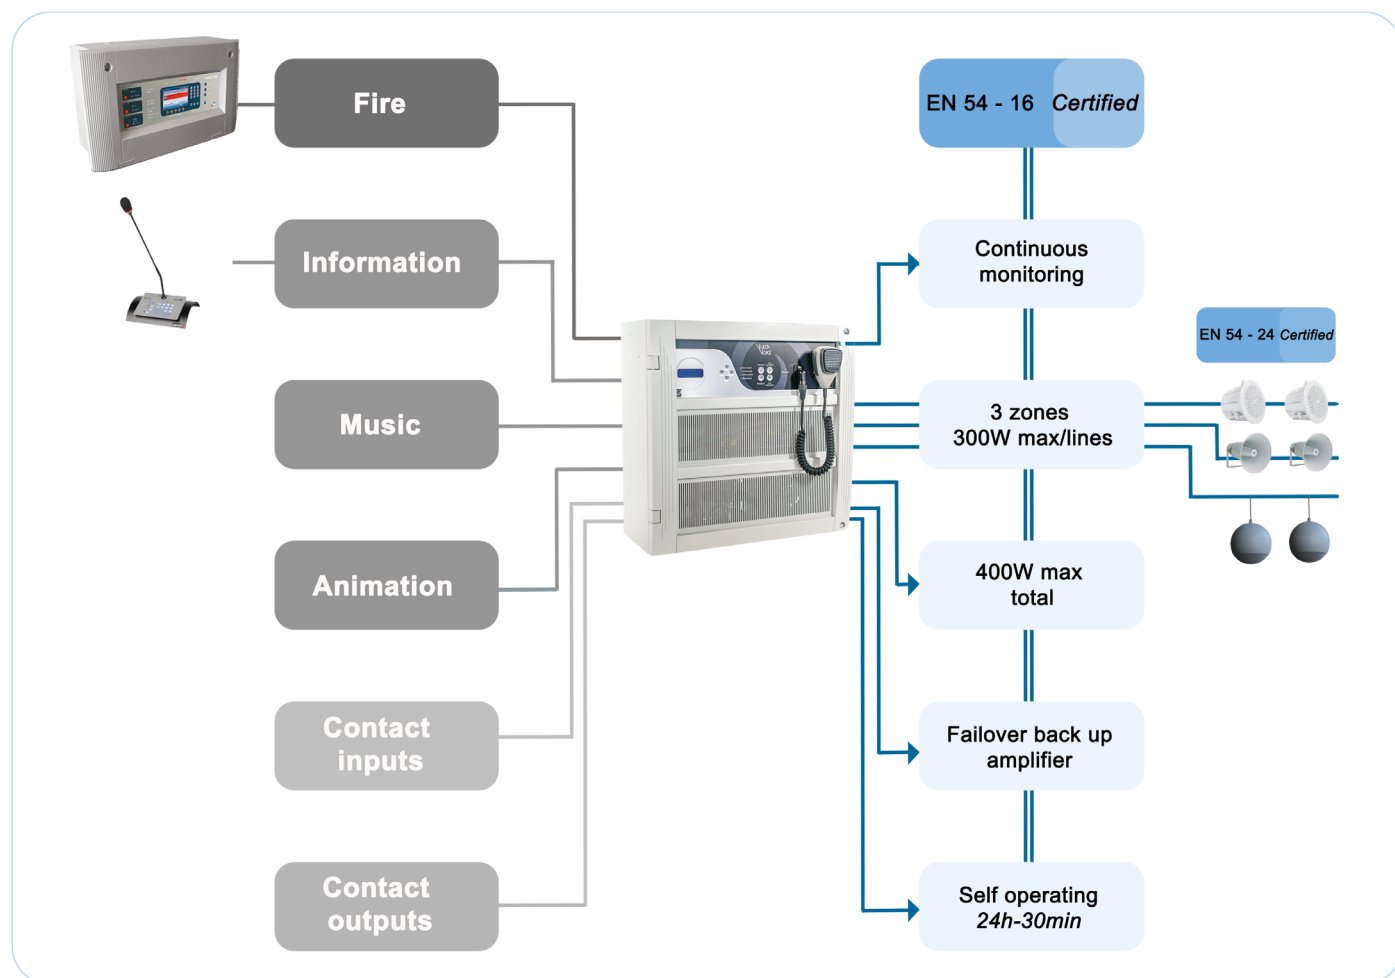 Fire
Information
Music
Animation
Contact
inputs
Contact
outputs
EN 54 - 16 Certified
Continuous
monitoring
3 zones
300W max/lines
400W max
total
Failover back up
amplifier
Self operating
24h-30min
EN 54 - 24 Certified